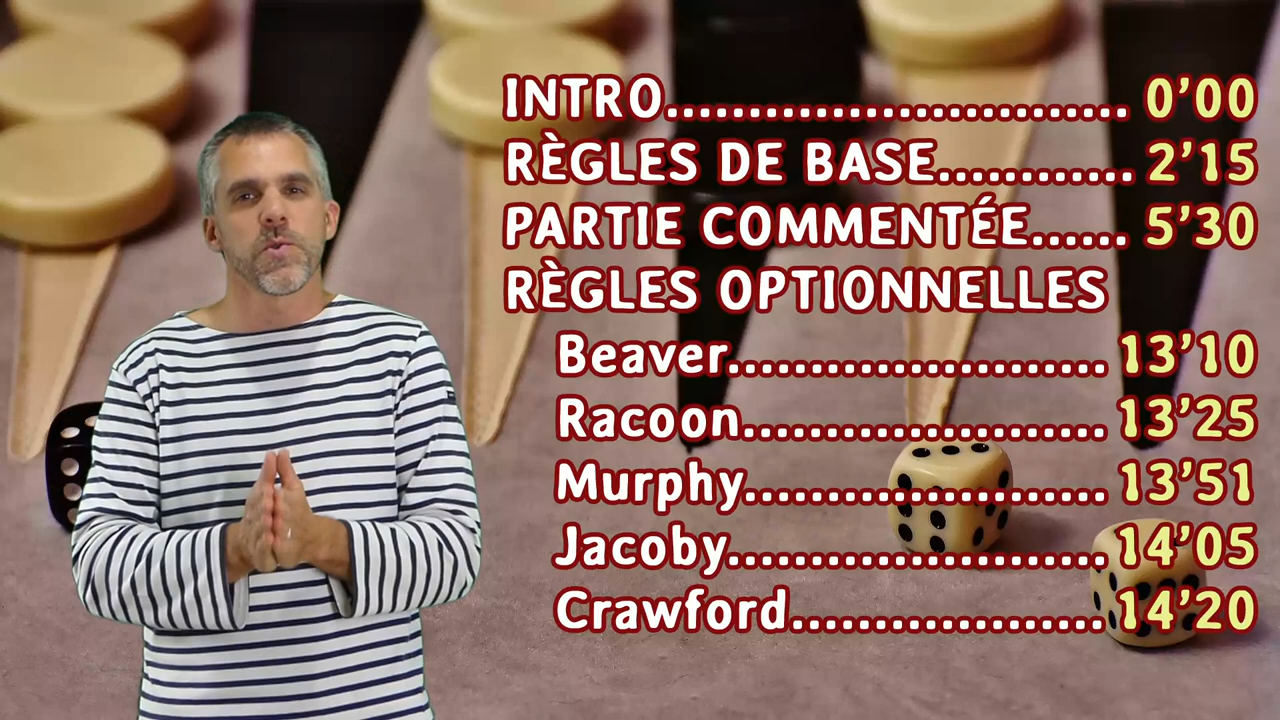 INTRO............................ 0’00
RÈGLES DE BASE............ 2’15
PARTIE COMMENTÉE...... 5’30
RÈGLES OPTIONNELLES
Beaver....................... 13’10
Racoon...................... 13’25
Murphy...................... 13’51
Jacoby....................... 14’05
Crawford................... 14’20